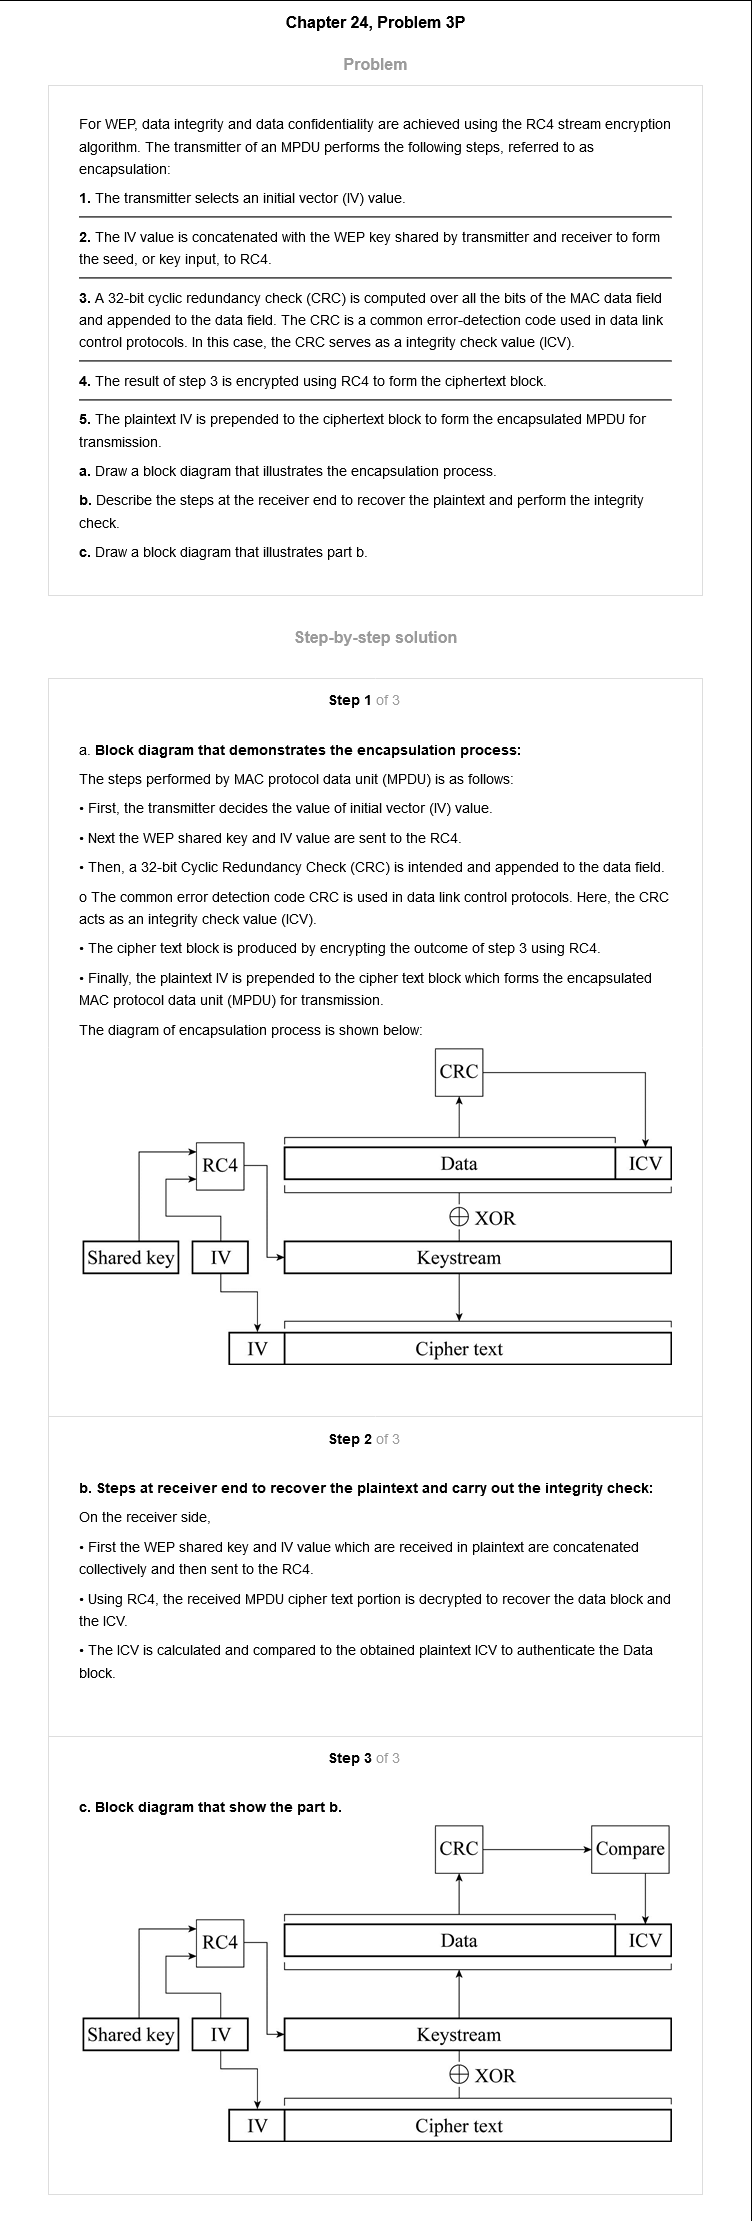 Chapter 24, Problem 3P
Problem
For WEP, data integrity and data confidentiality are achieved using the RC4 stream encryption
algorithm. The transmitter of an MPDU performs the following steps, referred to as
encapsulation:
1. The transmitter selects an initial vector (IV) value.
2. The IV value is concatenated with the WEP key shared by transmitter and receiver to form
the seed, or key input, to RC4.
3. A 32-bit cyclic redundancy check (CRC) is computed over all the bits of the MAC data field
and appended to the data field. The CRC is a common error-detection code used in data link
control protocols. In this case, the CRC serves as a integrity check value (ICV).
4. The result of step 3 is encrypted using RC4 to form the ciphertext block.
5. The plaintext IV is prepended to the ciphertext block to form the encapsulated MPDU for
transmission.
a. Draw a block diagram that illustrates the encapsulation process.
b. Describe the steps at the receiver end to recover the plaintext and perform the integrity
check.
c. Draw a block diagram that illustrates part b.
Step-by-step solution
Step 1 of 3
a. Block diagram that demonstrates the encapsulation process:
The steps performed by MAC protocol data unit (MPDU) is as follows:
• First, the transmitter decides the value of initial vector (IV) value.
• Next the WEP shared key and IV value are sent to the RC4.
• Then, a 32-bit Cyclic Redundancy Check (CRC) is intended and appended to the data field.
o The common error detection code CRC is used in data link control protocols. Here, the CRC
acts as an integrity check value (ICV).
• The cipher text block is produced by encrypting the outcome of step 3 using RC4.
• Finally, the plaintext IV is prepended to the cipher text block which forms the encapsulated
MAC protocol data unit (MPDU) for transmission.
The diagram of encapsulation process is shown below:
CRC
RC4
Data
ICV
XOR
Shared key
IV
Keystream
IV
Cipher text
Step 2 of 3
b. Steps at receiver end to recover the plaintext and carry out the integrity check:
On the receiver side,
• First the WEP shared key and IV value which are received in plaintext are concatenated
collectively and then sent to the RC4.
• Using RC4, the received MPDU cipher text portion is decrypted to recover the data block and
the ICV.
• The ICV is calculated and compared to the obtained plaintext ICV to authenticate the Data
block.
Step 3 of 3
c. Block diagram that show the part b.
CRC
Compare
RC4
Data
ICV
Shared key
IV
Keystream
XOR
IV
Cipher text